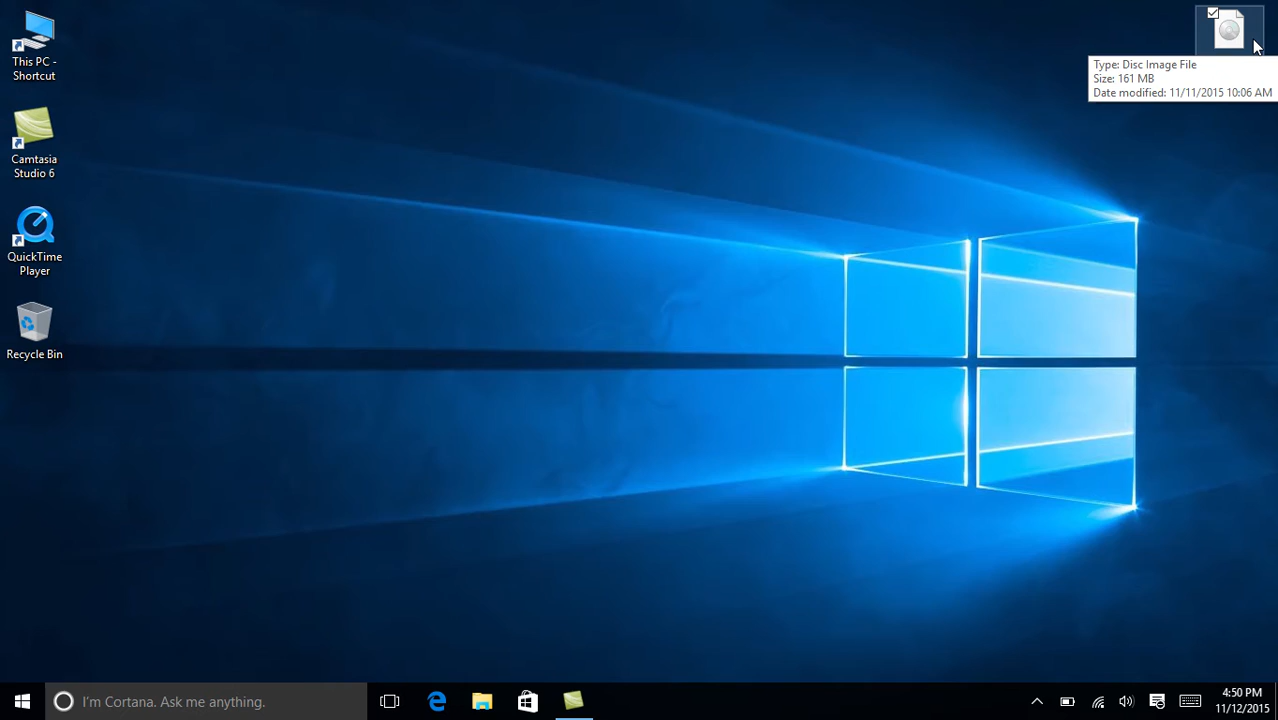 This PC -
Shortcut
Camtasia
Studio 6
QuickTime
Player
Recycle Bin
Type: Disc Image File
Size: 161 MB
Date modified: 11/11/2015 10:06 AM
I'm Cortana. Ask me anything.
4:50 PM
11/12/2015